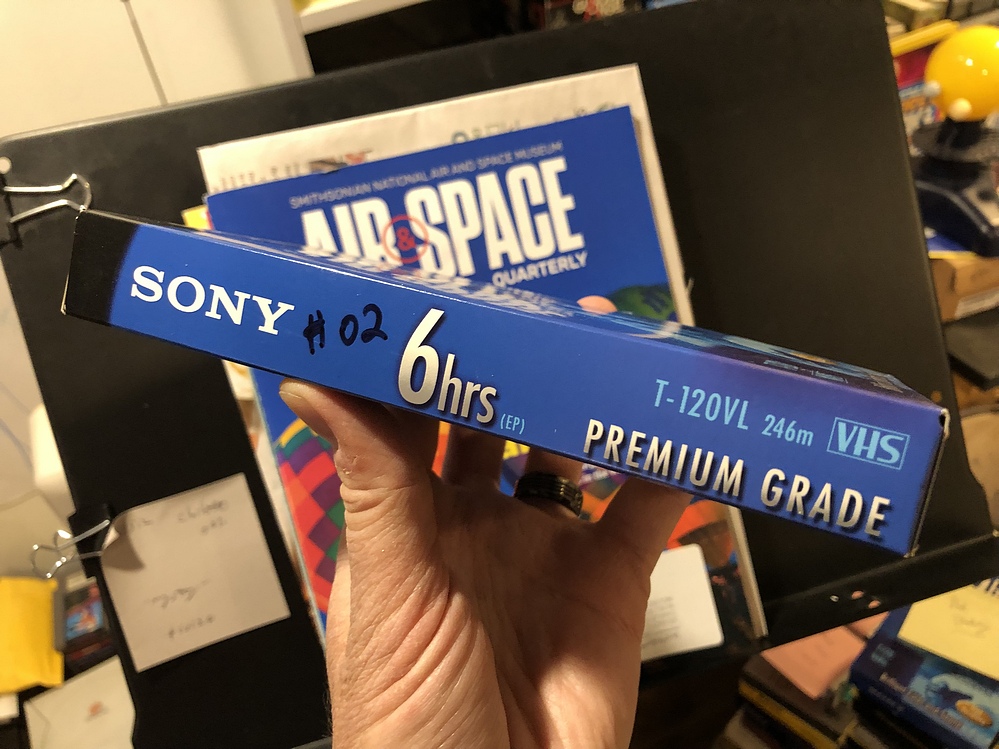 SMITHSONIAN NATIONAL AIR AND SPACE MUSEUM
AIR & SPACE
QUARTERLY
SONY #02 6hrs (EP)
T-120VL 246m VHS
PREMIUM GRADE